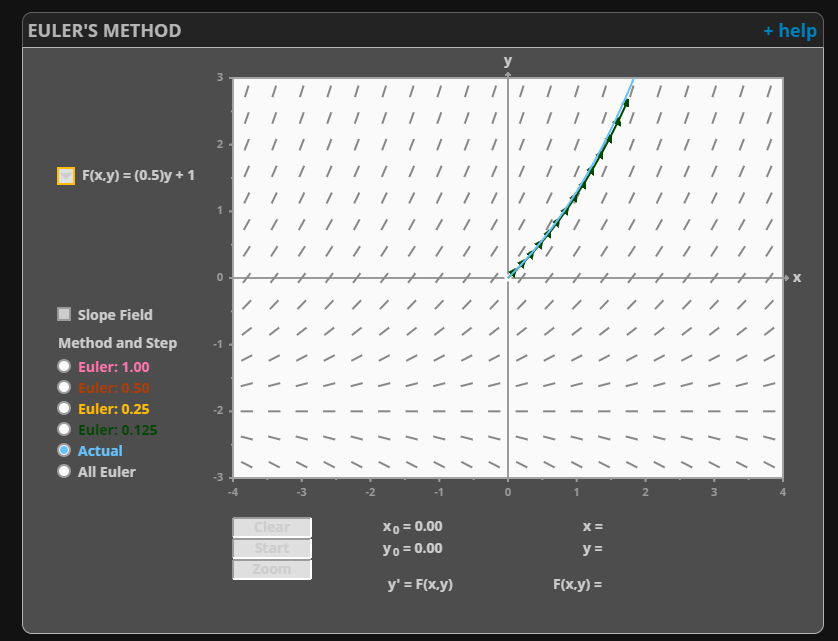 EULER'S METHOD
+ help
y
3
2
1
0
-1
-2
-3
x
-4 -3 -2 -1 0 1 2 3 4
F(x,y) = (0.5)y + 1
Slope Field
Method and Step
Euler: 1.00
Euler: 0.50
Euler: 0.25
Euler: 0.125
Actual
All Euler
Clear
Start
Zoom
x0 = 0.00
y0 = 0.00
y' = F(x,y)
x =
y =
F(x,y) =